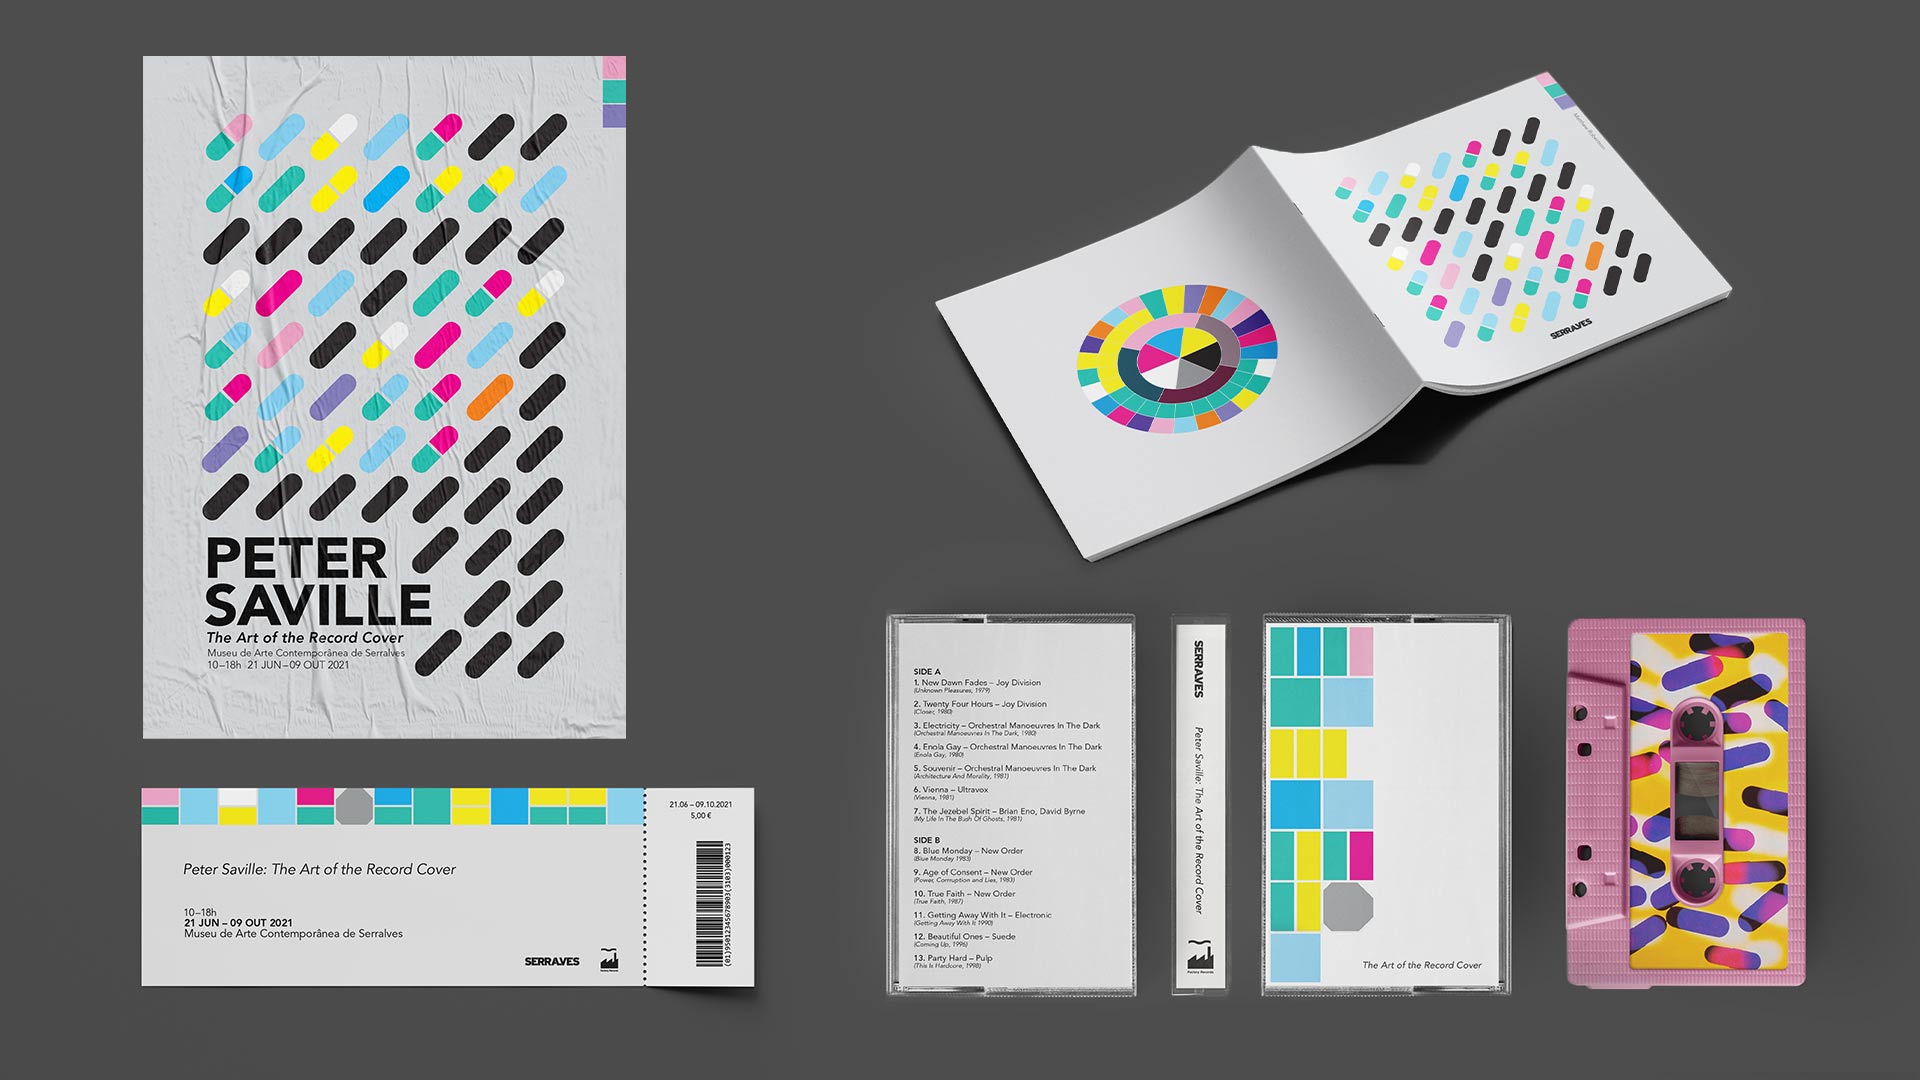 PETER
SAVILLE
The Art of the Record Cover
Museu de Arte Contemporânea de Serralves
10–18h 21 JUN–09 OUT 2021
Matthew Robertson
SERRALVES
Peter Saville: The Art of the Record Cover
10–18h
21 JUN – 09 OUT 2021
Museu de Arte Contemporânea de Serralves
SERRALVES
Factory Records
21.06 – 09.10.2021
5,00 €
SIDE A
1. New Dawn Fades – Joy Division
(Unknown Pleasures, 1979)
2. Twenty Four Hours – Joy Division
(Closer, 1980)
3. Electricity – Orchestral Manoeuvres In The Dark
(Orchestral Manoeuvres In The Dark, 1980)
4. Enola Gay – Orchestral Manoeuvres In The Dark
(Enola Gay, 1980)
5. Souvenir – Orchestral Manoeuvres In The Dark
(Architecture And Morality, 1981)
6. Vienna – Ultravox
(Vienna, 1981)
7. The Jezebel Spirit – Brian Eno, David Byrne
(My Life In The Bush Of Ghosts, 1981)
SIDE B
8. Blue Monday – New Order
(Blue Monday 1983)
9. Age of Consent – New Order
(Power, Corruption and Lies, 1983)
10. True Faith – New Order
(True Faith, 1987)
11. Getting Away With It – Electronic
(Getting Away With It 1990)
12. Beautiful Ones – Suede
(Coming Up, 1996)
13. Party Hard – Pulp
(This Is Hardcore, 1998)
SERRALVES
Peter Saville: The Art of the Record Cover
Factory Records
The Art of the Record Cover